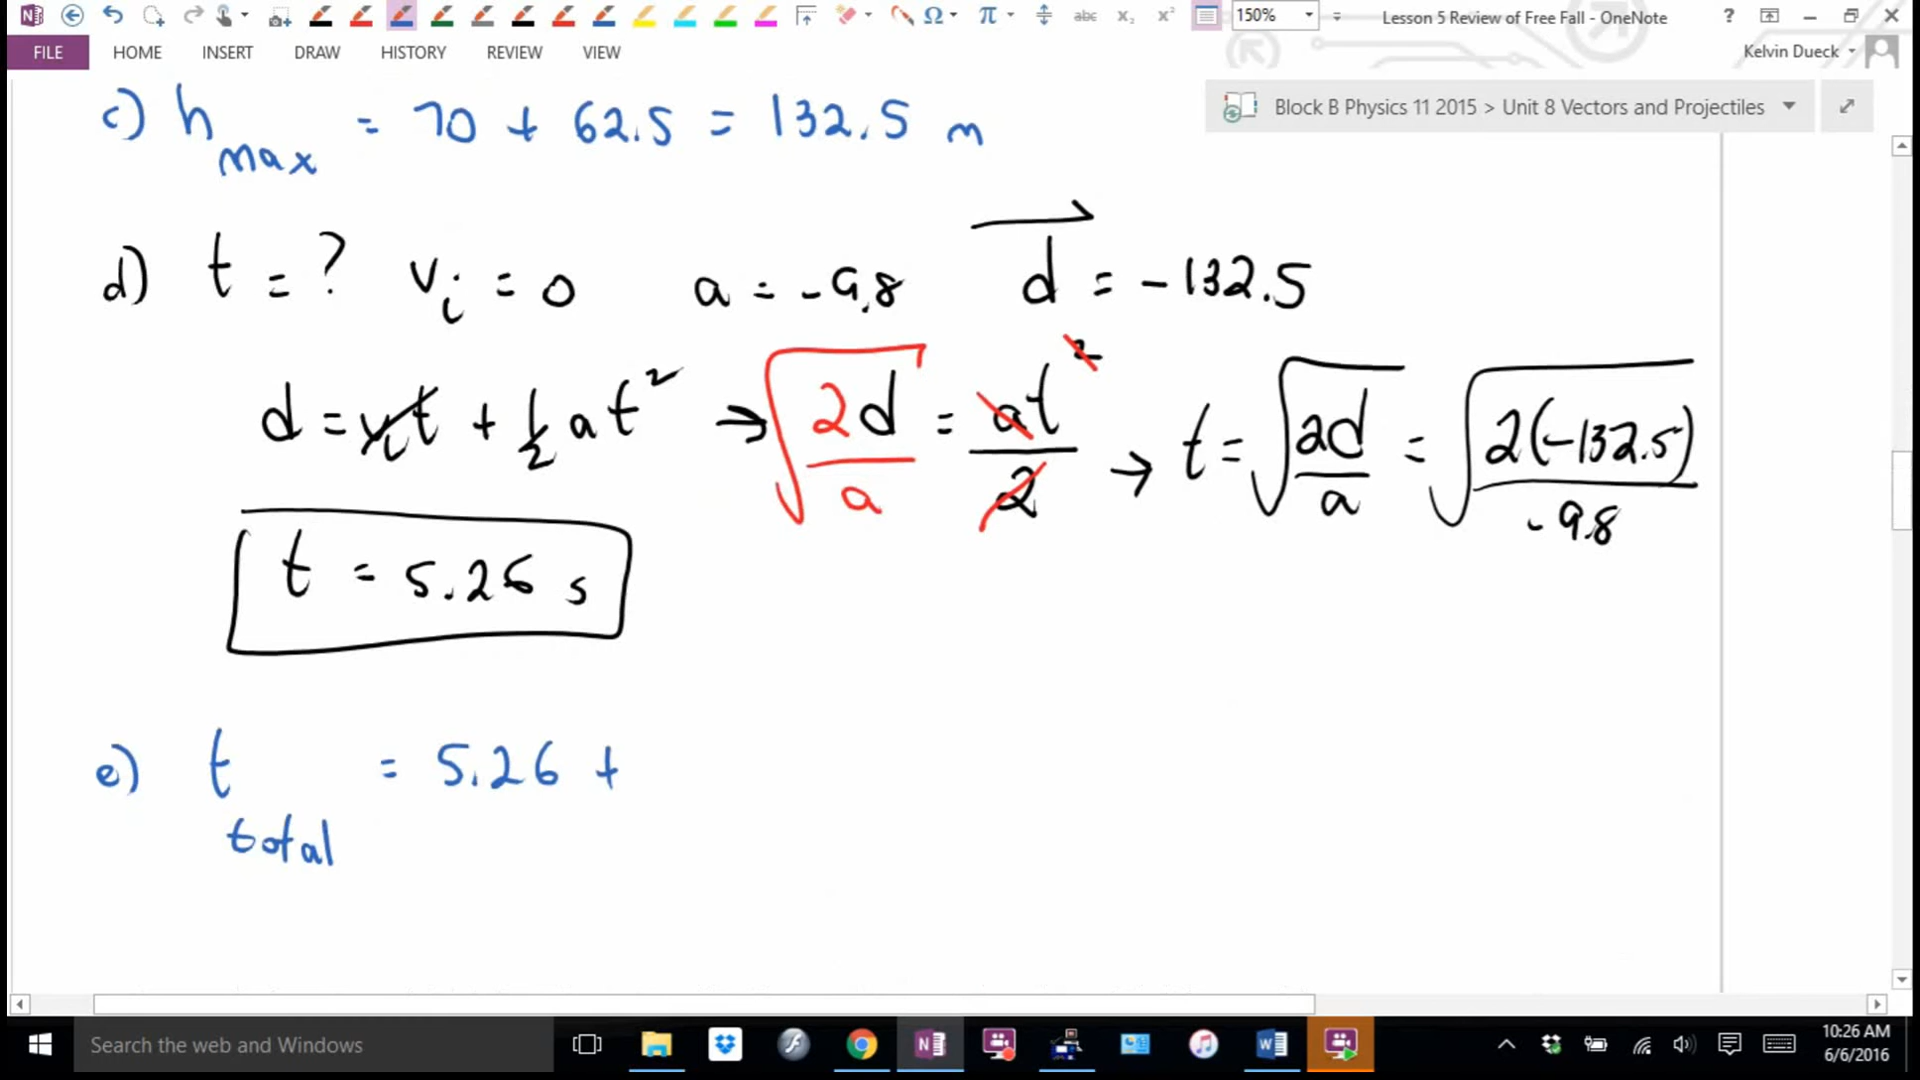 150%
Lesson 5 Review of Free Fall - OneNote
?
FILE HOME INSERT DRAW HISTORY REVIEW VIEW
Kelvin Dueck
Block B Physics 11 2015 > Unit 8 Vectors and Projectiles
c) h max = 70 + 62.5 = 132.5 m
d) t = ? vi = 0 a = -9.8 d = -132.5
d = vit + 1/2 at² → √2d/a = at²/2 → t = √2d/a = √2(-132.5)/-9.8
t = 5.26 s
e) t total = 5.26 +
Search the web and Windows
10:26 AM
6/6/2016